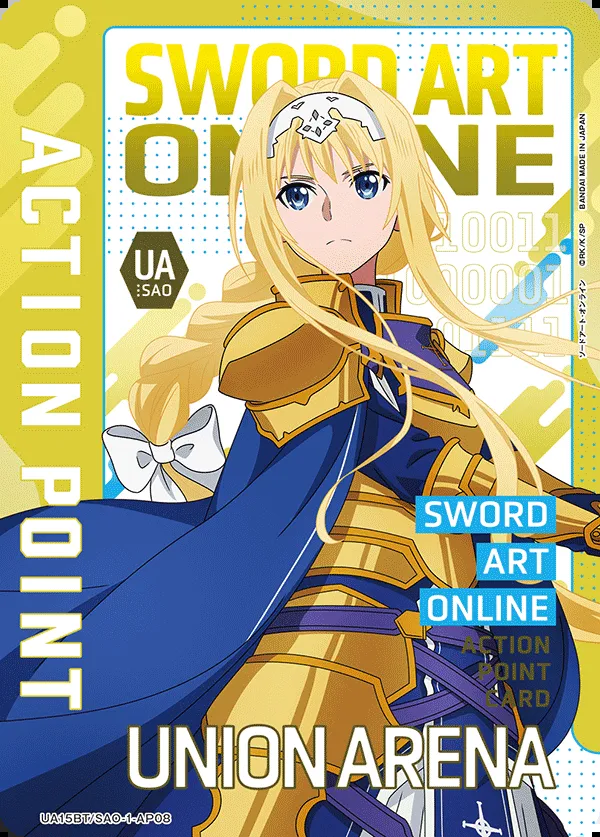 SWORD ART
ONLINE
ACTION POINT
UA
SAO
10011
000001
01111
BANDAI MADE IN JAPAN
©RK/K/SP
ソードアート・オンライン
SWORD
ART
ONLINE
ACTION
POINT
CARD
UNION ARENA
UA15BT/SAO-1-AP08